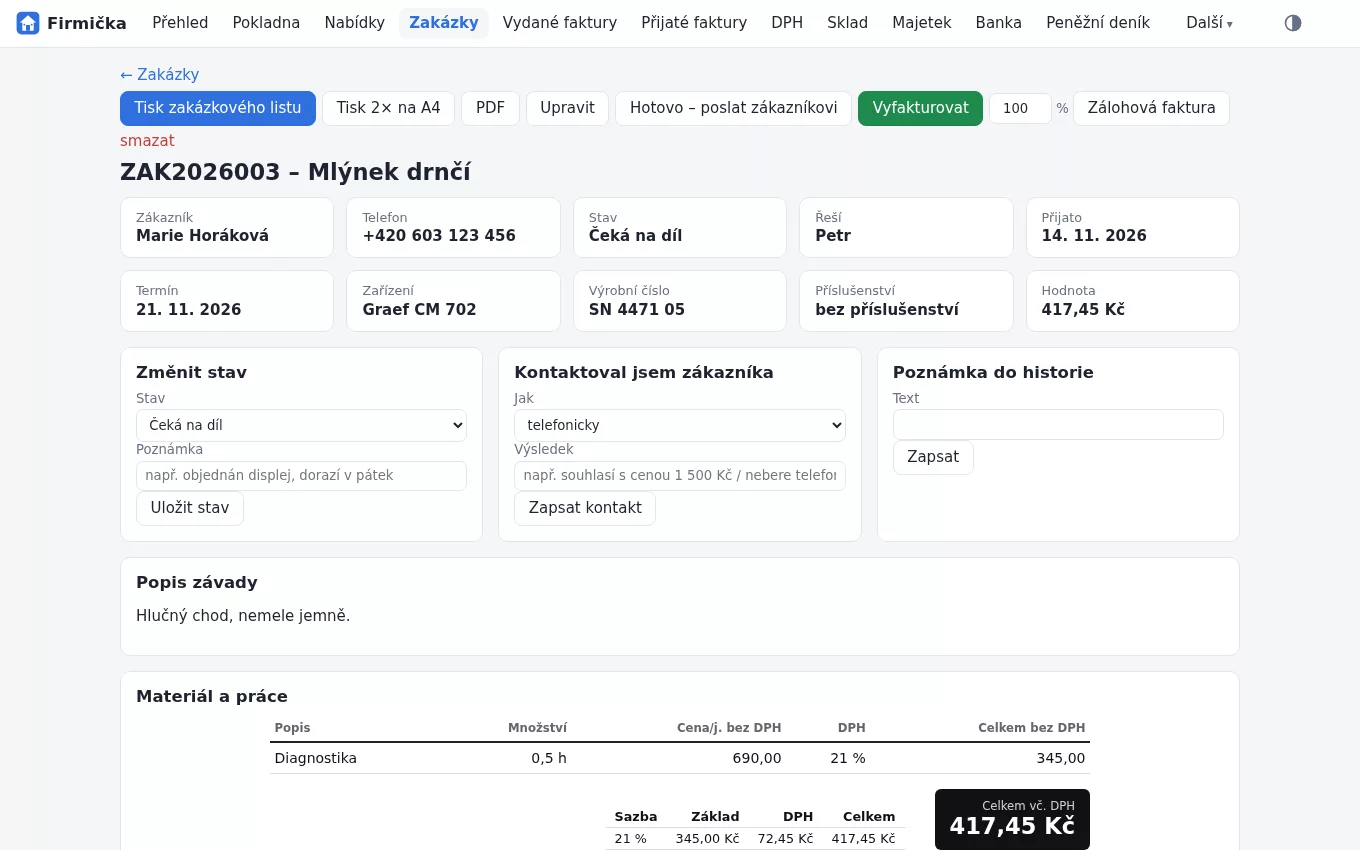 Firmička Přehled Pokladna Nabídky Zakázky Vydané faktury Přijaté faktury DPH Sklad Majetek Banka Peněžní deník Další ▾
← Zakázky
Tisk zakázkového listu Tisk 2× na A4 PDF Upravit Hotovo – poslat zákazníkovi Vyfakturovat 100 % Zálohová faktura
smazat
ZAK2026003 – Mlýnek drnčí
Zákazník Telefon Stav Řeší Přijato
Marie Horáková +420 603 123 456 Čeká na díl Petr 14. 11. 2026
Termín Zařízení Výrobní číslo Příslušenství Hodnota
21. 11. 2026 Graef CM 702 SN 4471 05 bez příslušenství 417,45 Kč
Změnit stav Kontaktoval jsem zákazníka Poznámka do historie
Stav Jak Text
Čeká na díl telefonicky
Poznámka Výsledek Zapsat
např. objednán displej, dorazí v pátek např. souhlasí s cenou 1 500 Kč / nebere telefor
Uložit stav Zapsat kontakt
Popis závady
Hlučný chod, nemele jemně.
Materiál a práce
Popis Množství Cena/j. bez DPH DPH Celkem bez DPH
Diagnostika 0,5 h 690,00 21 % 345,00
Celkem vč. DPH
417,45 Kč
Sazba Základ DPH Celkem
21 % 345,00 Kč 72,45 Kč 417,45 Kč